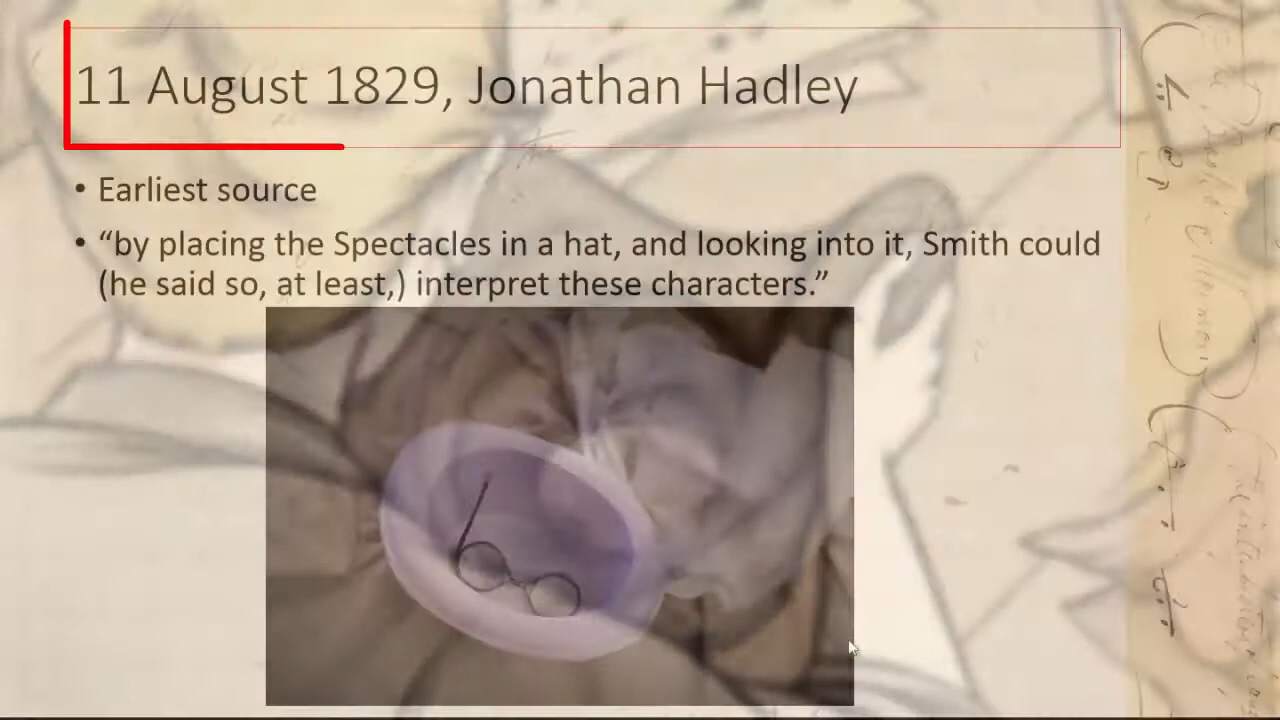 11 August 1829, Jonathan Hadley
• Earliest source
• “by placing the Spectacles in a hat, and looking into it, Smith could
(he said so, at least,) interpret these characters.”